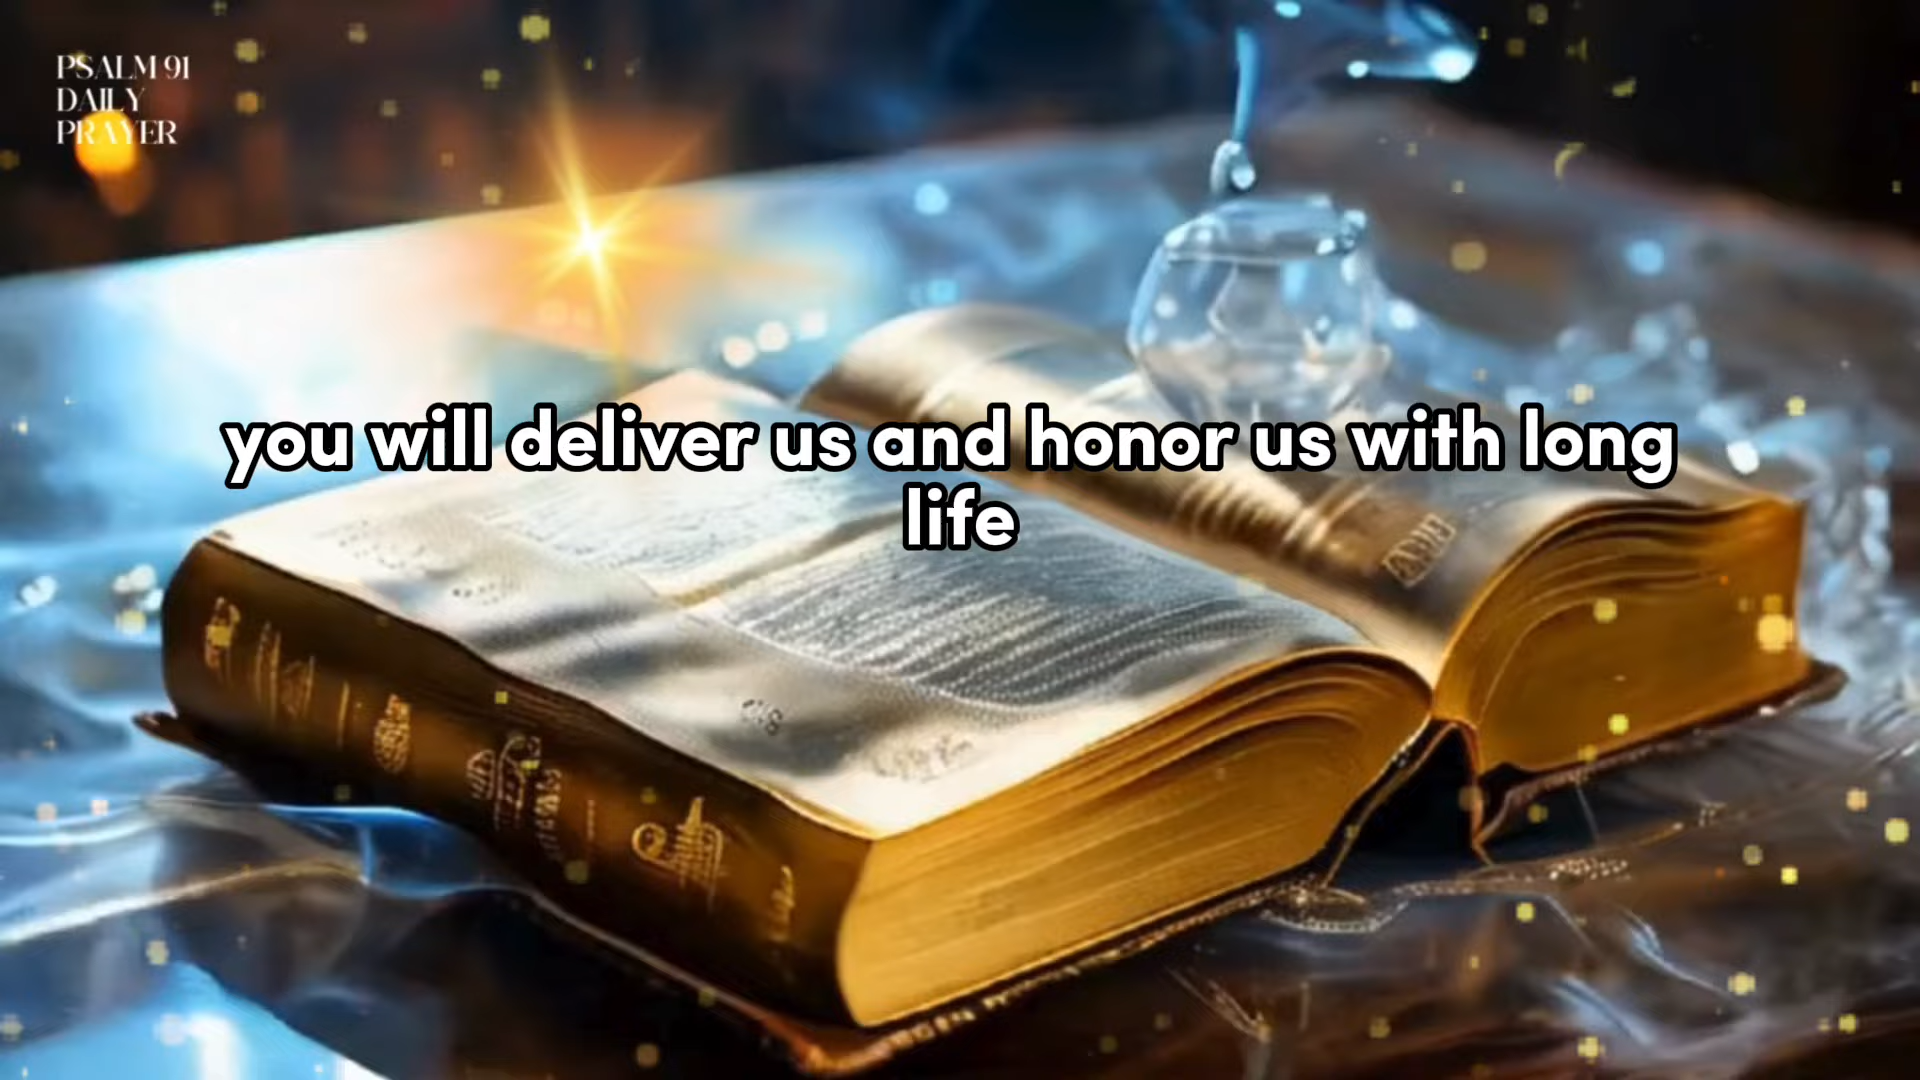 PSALM 91
DAILY
PRAYER
you will deliver us and honor us with long
life